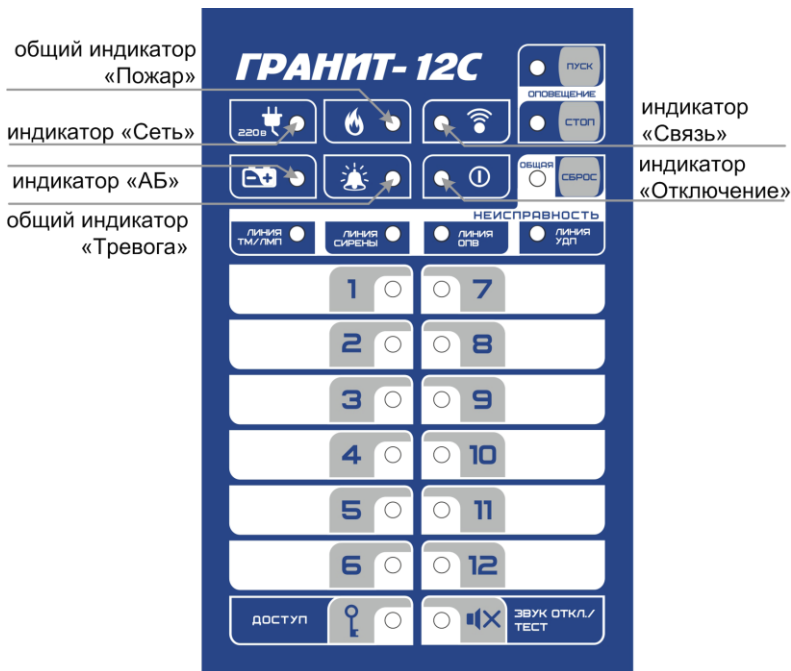 общий индикатор
«Пожар»
индикатор «Сеть»
индикатор «АБ»
общий индикатор
«Тревога»
ГРАНИТ-12С
ПУСК
ОПОВЕЩЕНИЕ
СТОП
220 В
ОБЩАЯ
СБРОС
индикатор
«Связь»
индикатор
«Отключение»
НЕИСПРАВНОСТЬ
ЛИНИЯ
ТМ/ЛМП
ЛИНИЯ
СИРЕНЫ
ЛИНИЯ
ОПВ
ЛИНИЯ
УДП
1
7
2
8
3
9
4
10
5
11
6
12
ДОСТУП
ЗВУК ОТКЛ./
ТЕСТ